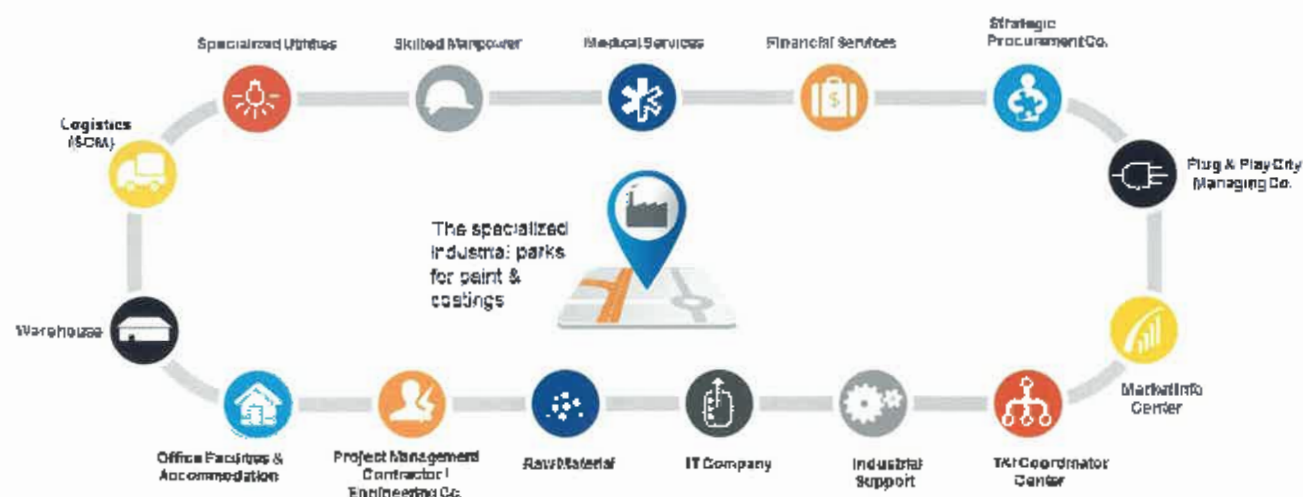 Specialized Utilities
Skilled Manpower
Medical Services
Financial Services
Strategic
Procurement Co.
Logistics
(SCM)
Plug & Play City
Managing Co.
The specialized
industrial parks
for paint &
coatings
Warehouse
Market Info
Center
Office Facilities &
Accommodation
Project Management
Contractor /
Engineering Co.
Raw Material
IT Company
Industrial
Support
Coordinator
Center